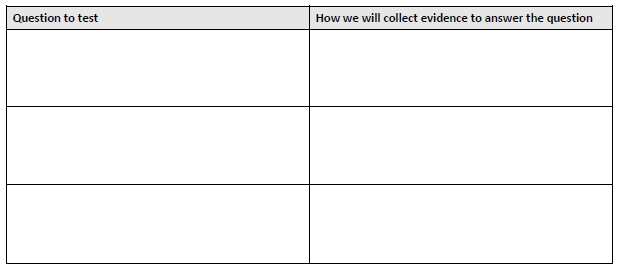 Question to test
How we will collect evidence to answer the question